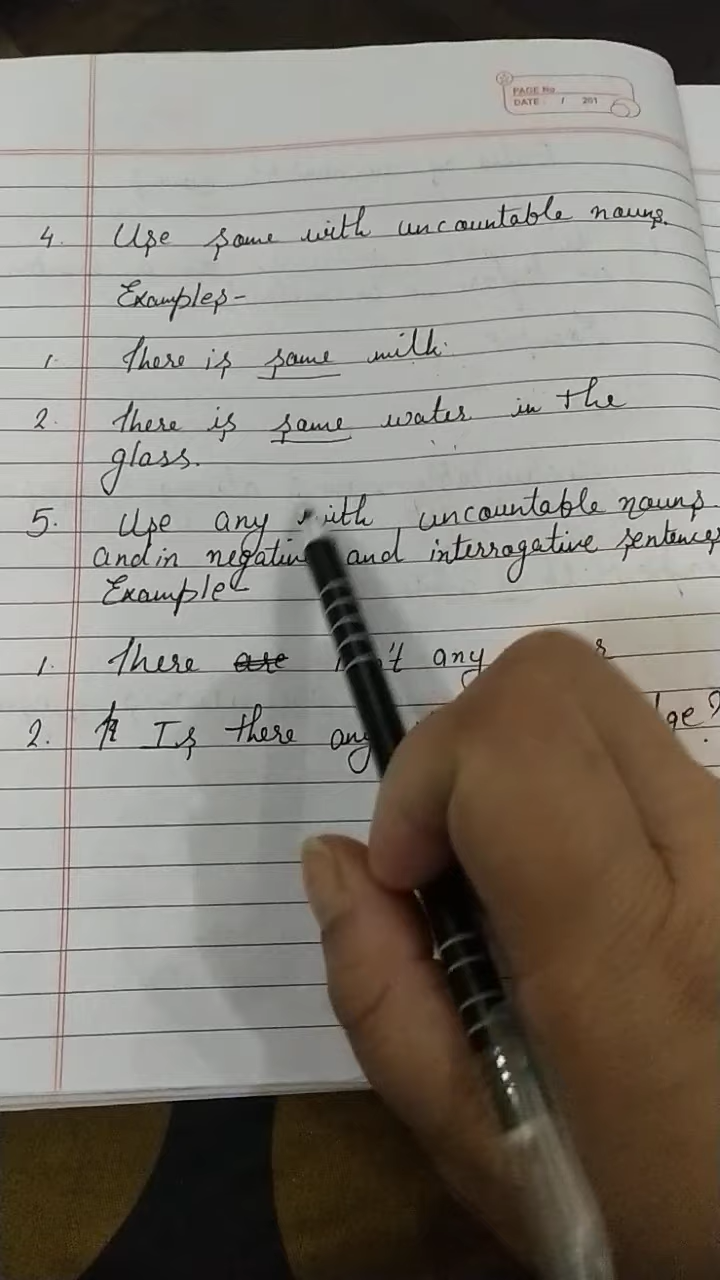 PAGE No
DATE / 201
4. Use some with uncountable nouns.
Examples-
1. There is some milk.
2. There is some water in the
glass.
5. Use any with uncountable nouns
and in negative and interrogative sentences
Example-
1. There are any
2. Is there any